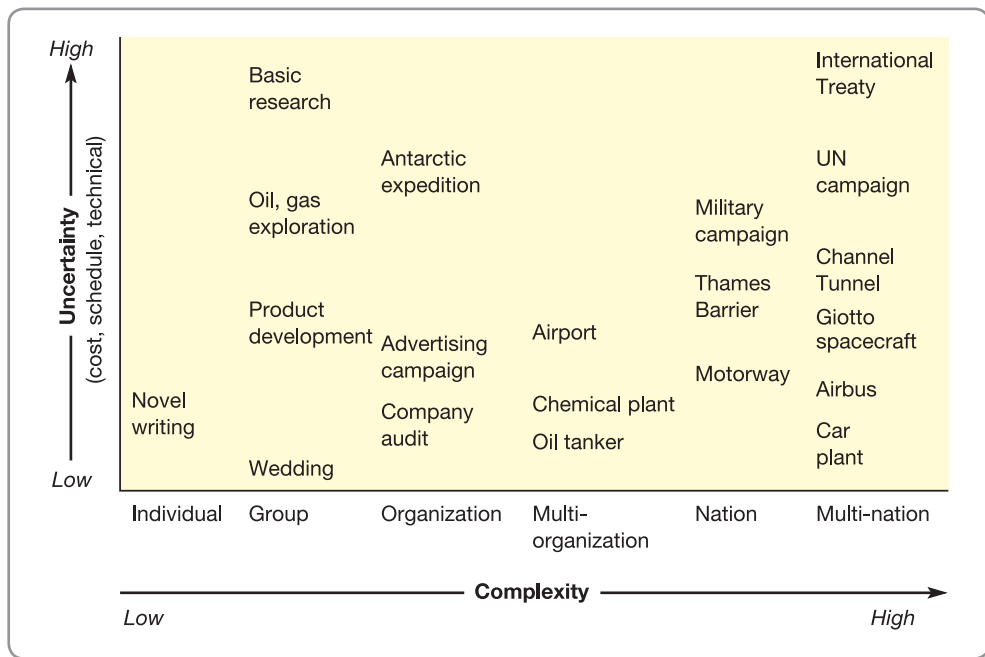 High
Uncertainty
(cost, schedule, technical)
Low
Basic
research
Oil, gas
exploration
Product
development
Novel
writing
Wedding
Antarctic
expedition
Advertising
campaign
Company
audit
Airport
Chemical plant
Oil tanker
Military
campaign
Thames
Barrier
Motorway
International
Treaty
UN
campaign
Channel
Tunnel
Giotto
spacecraft
Airbus
Car
plant
Individual
Group
Organization
Multi-
organization
Nation
Multi-nation
Complexity
Low
High